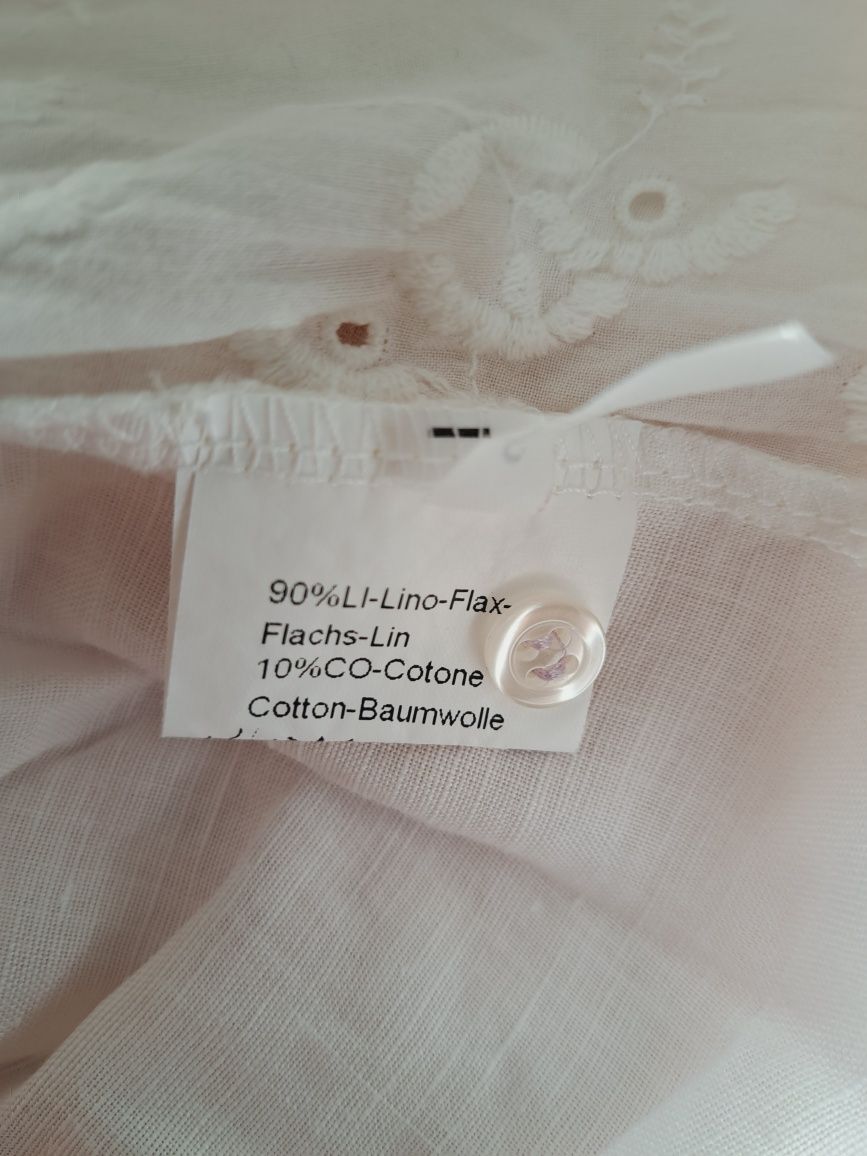 90%LI-Lino-Flax-
Flachs-Lin
10%CO-Cotone
Cotton-Baumwolle